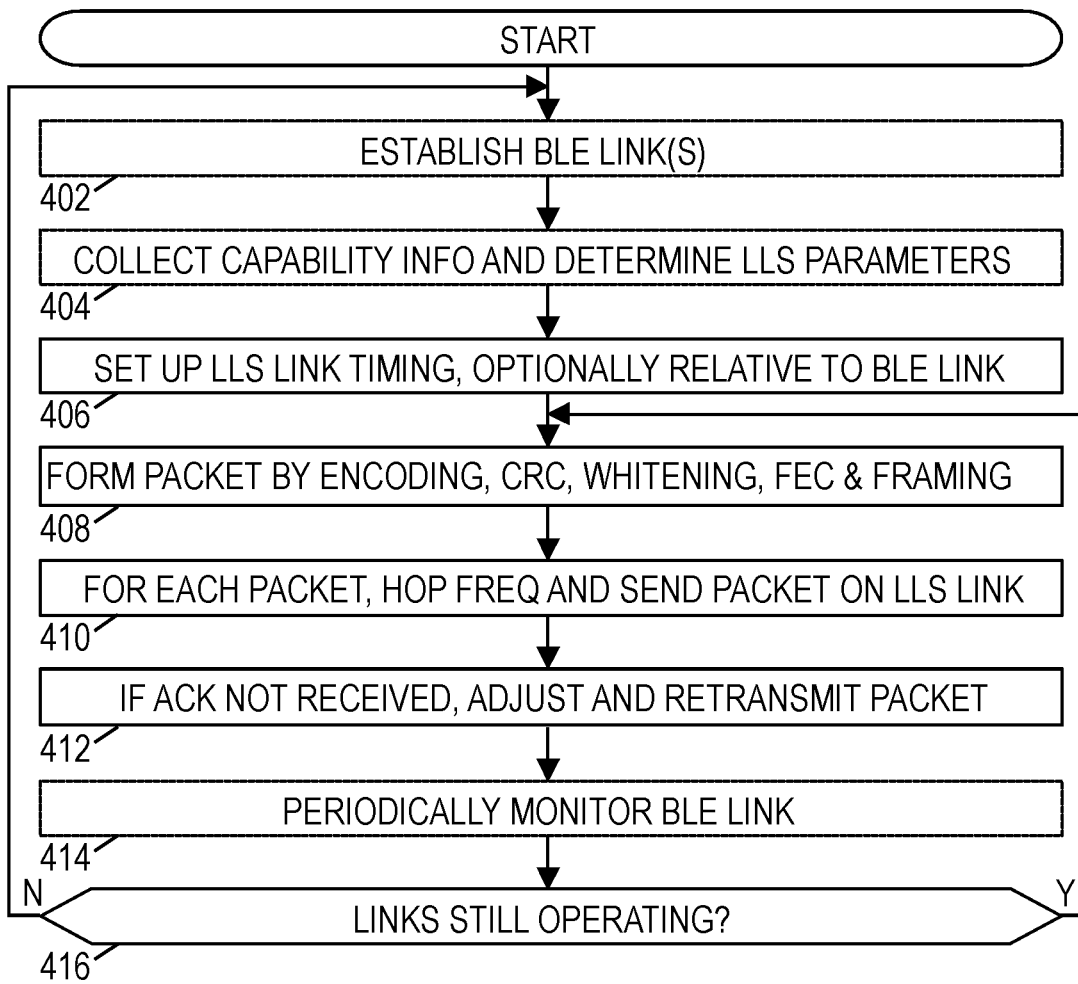 START
ESTABLISH BLE LINK(S)
402
COLLECT CAPABILITY INFO AND DETERMINE LLS PARAMETERS
404
SET UP LLS LINK TIMING, OPTIONALLY RELATIVE TO BLE LINK
406
FORM PACKET BY ENCODING, CRC, WHITENING, FEC & FRAMING
408
FOR EACH PACKET, HOP FREQ AND SEND PACKET ON LLS LINK
410
IF ACK NOT RECEIVED, ADJUST AND RETRANSMIT PACKET
412
PERIODICALLY MONITOR BLE LINK
414
N
Y
LINKS STILL OPERATING?
416